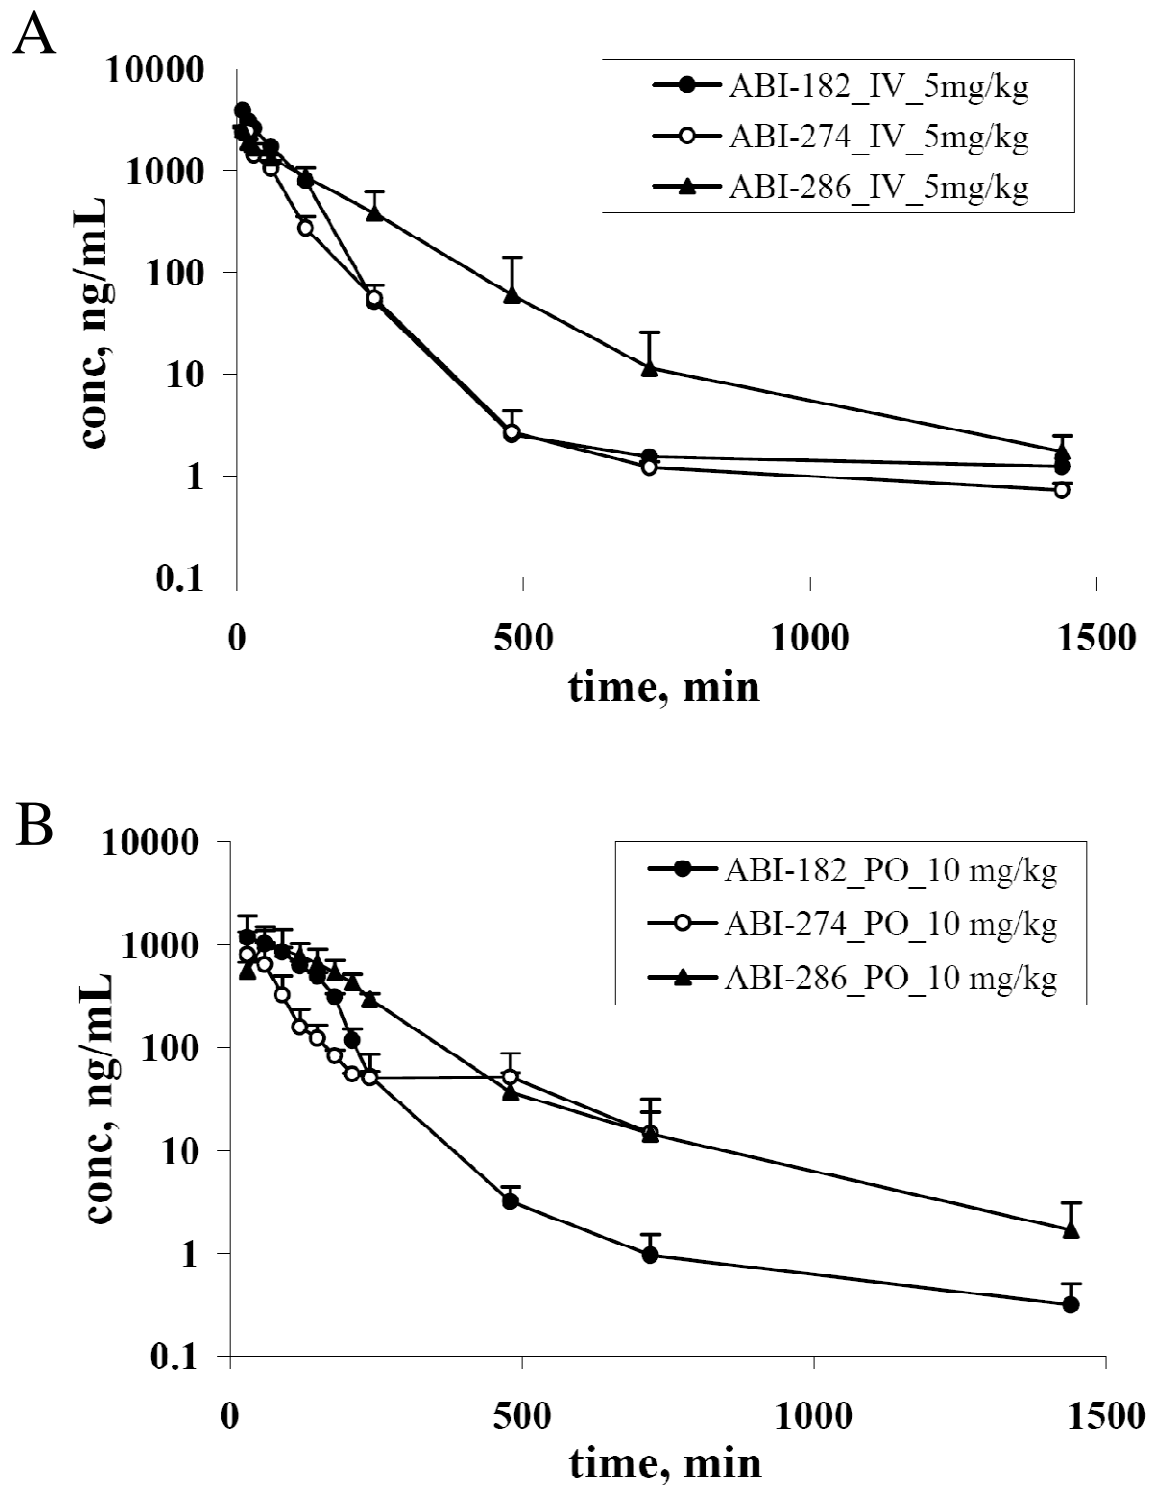 A
10000
1000
100
10
1
0.1
conc, ng/mL
ABI-182_IV_5mg/kg
ABI-274_IV_5mg/kg
ABI-286_IV_5mg/kg
0 500 1000 1500
time, min
B
10000
1000
100
10
1
0.1
conc, ng/mL
ABI-182_PO_10 mg/kg
ABI-274_PO_10 mg/kg
ABI-286_PO_10 mg/kg
0 500 1000 1500
time, min